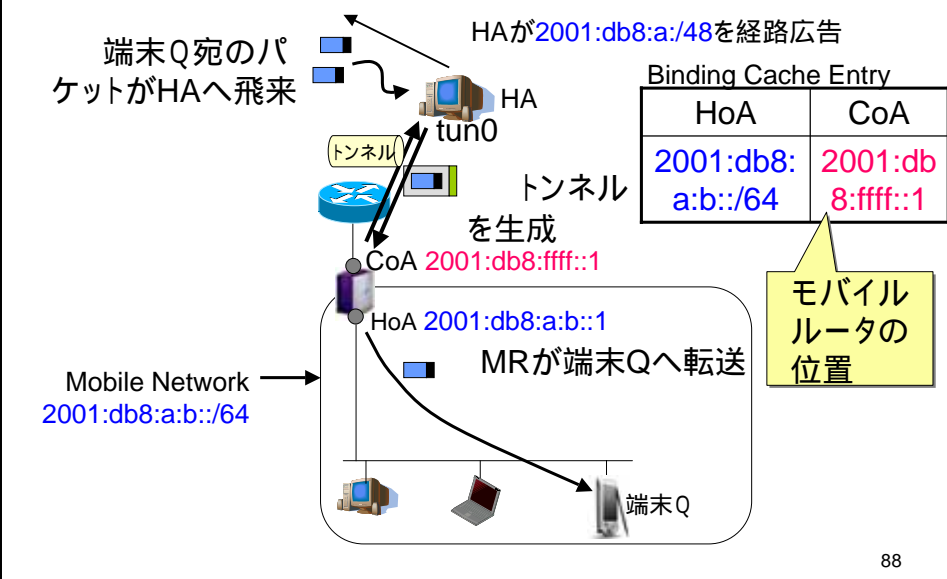 HAが2001:db8:a:/48を経路広告
端末Q宛のパ
ケットがHAへ飛来
HA
tun0
Binding Cache Entry
HoA
CoA
2001:db8:
a:b::/64
2001:db
8:ffff::1
トンネル
トンネル
を生成
CoA 2001:db8:ffff::1
モバイル
ルータの
位置
HoA 2001:db8:a:b::1
MRが端末Qへ転送
Mobile Network
2001:db8:a:b::/64
端末Q
88